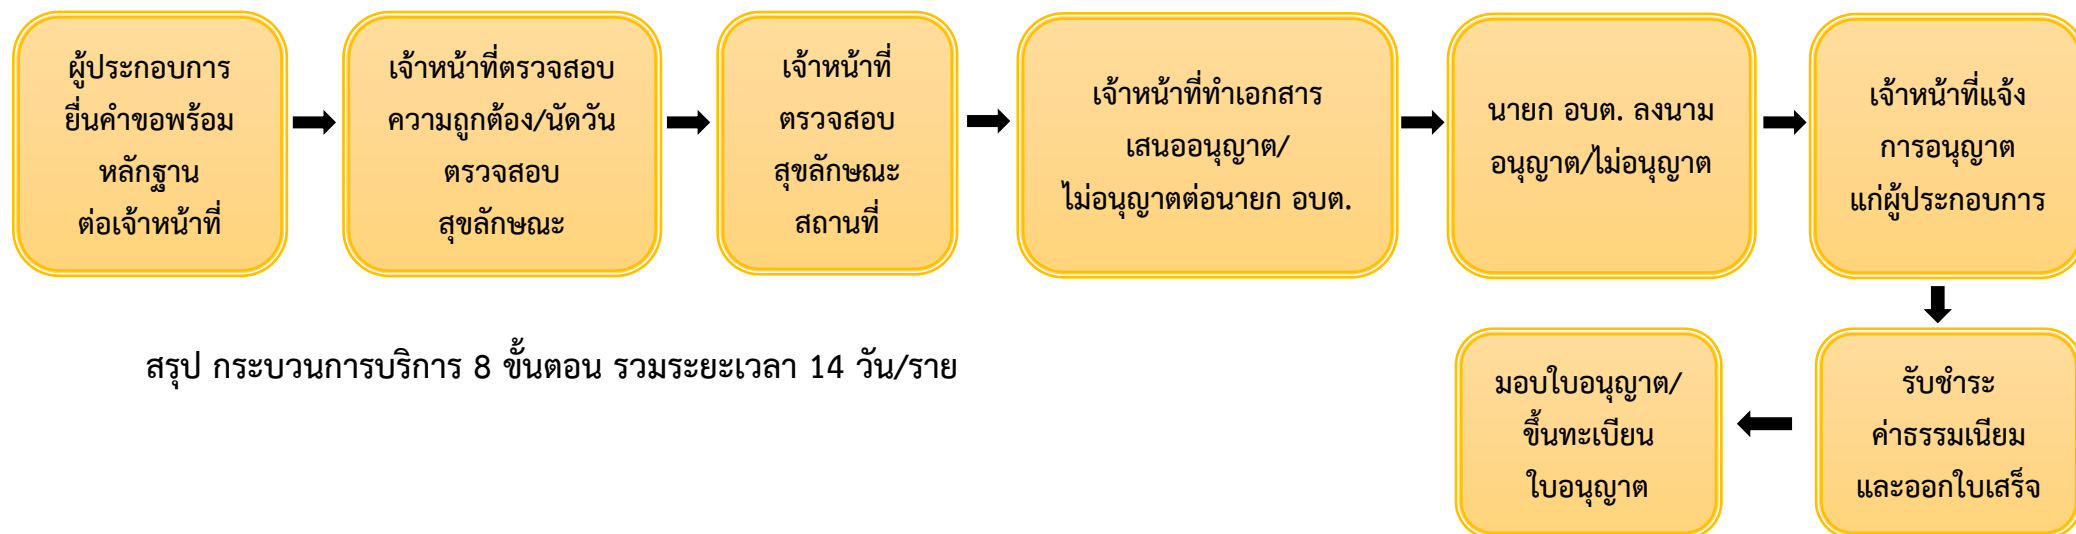 ผู้ประกอบการ
ยื่นคำขอพร้อม
หลักฐาน
ต่อเจ้าหน้าที่
เจ้าหน้าที่ตรวจสอบ
ความถูกต้อง/นัดวัน
ตรวจสอบ
สุขลักษณะ
เจ้าหน้าที่
ตรวจสอบ
สุขลักษณะ
สถานที่
เจ้าหน้าที่ทำเอกสาร
เสนออนุญาต/
ไม่อนุญาตต่อนายก อบต.
นายก อบต. ลงนาม
อนุญาต/ไม่อนุญาต
เจ้าหน้าที่แจ้ง
การอนุญาต
แก่ผู้ประกอบการ
รับชำระ
ค่าธรรมเนียม
และออกใบเสร็จ
มอบใบอนุญาต/
ขึ้นทะเบียน
ใบอนุญาต
สรุป กระบวนการบริการ 8 ขั้นตอน รวมระยะเวลา 14 วัน/ราย